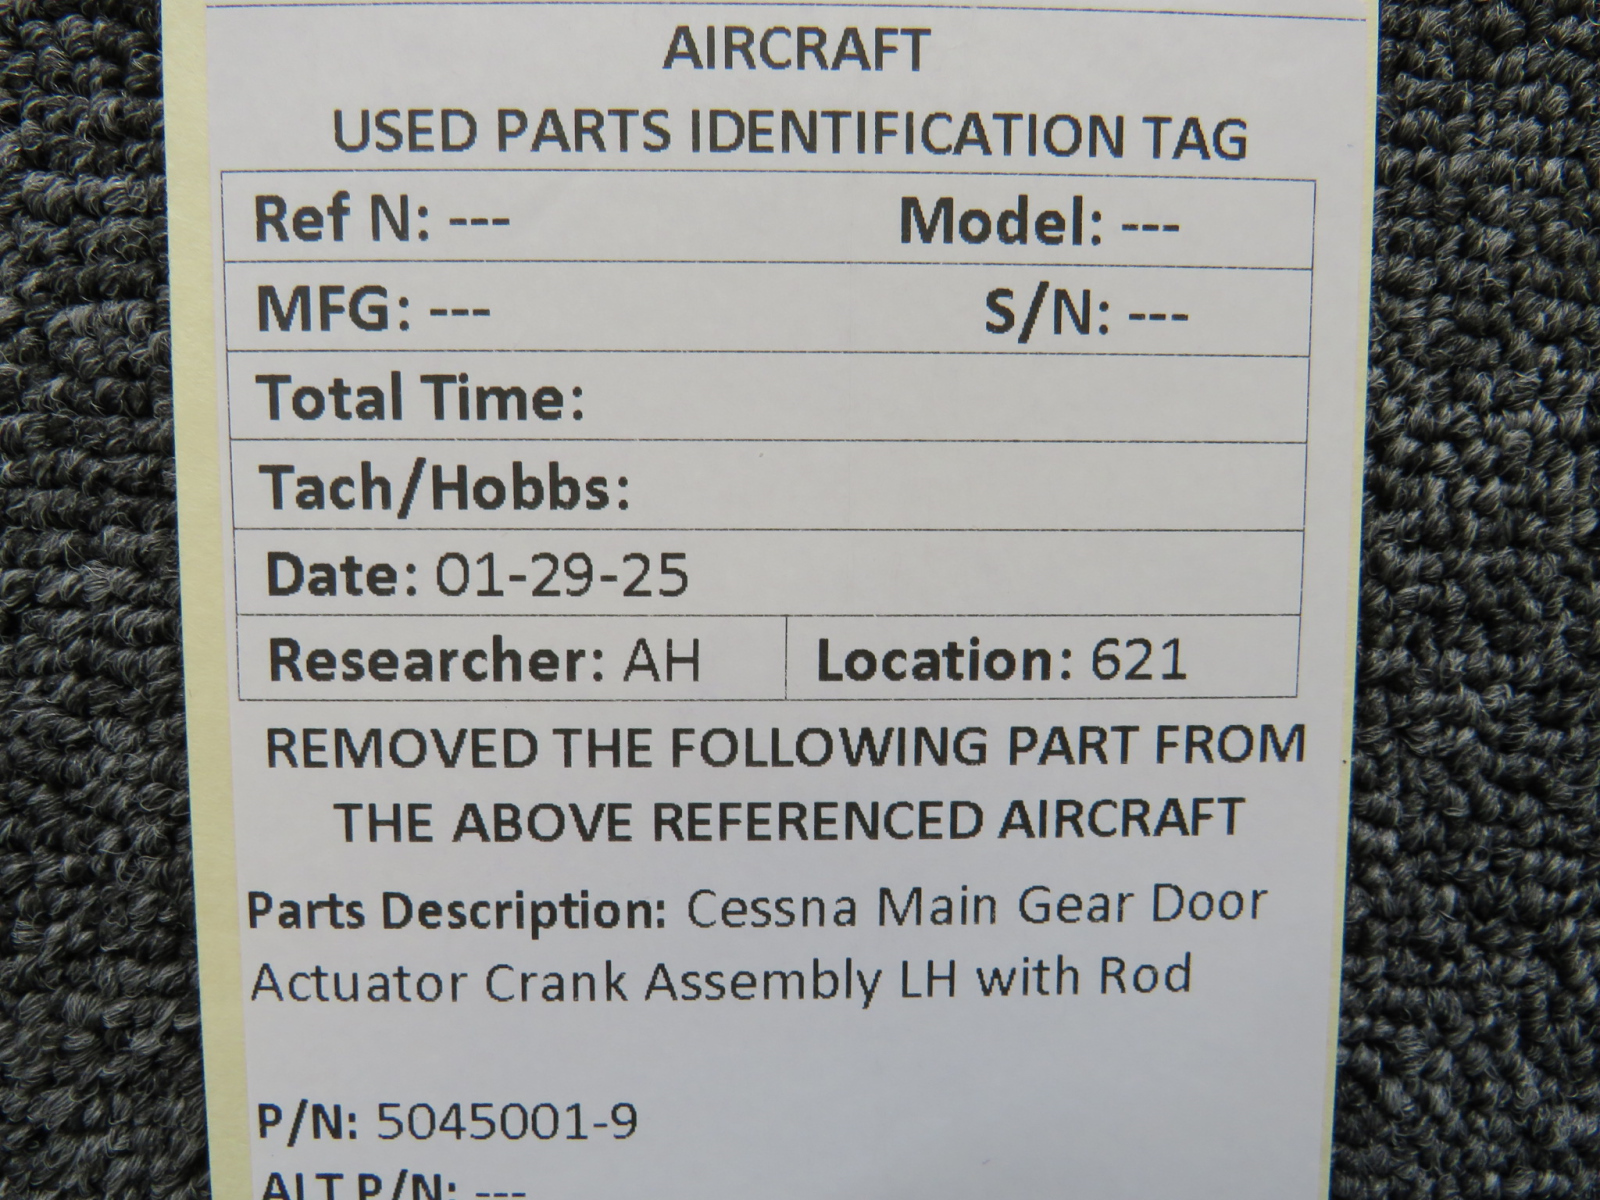 AIRCRAFT
USED PARTS IDENTIFICATION TAG
Ref N: --- Model: ---
MFG: --- S/N: ---
Total Time:
Tach/Hobbs:
Date: 01-29-25
Researcher: AH Location: 621
REMOVED THE FOLLOWING PART FROM
THE ABOVE REFERENCED AIRCRAFT
Parts Description: Cessna Main Gear Door
Actuator Crank Assembly LH with Rod
P/N: 5045001-9
ALT P/N: ---